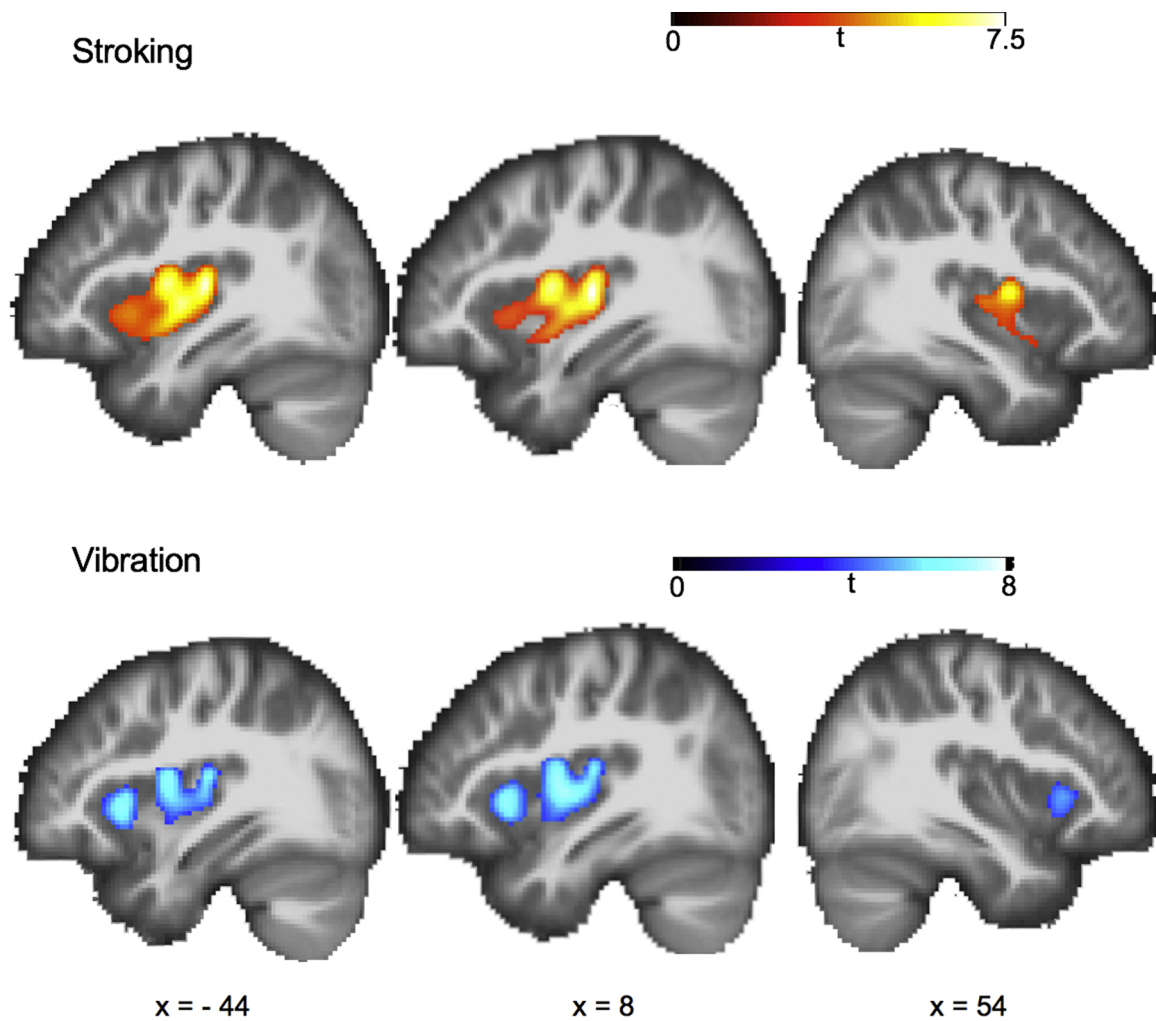 Stroking
0 t 7.5
Vibration
0 t 8
x = - 44 x = 8 x = 54